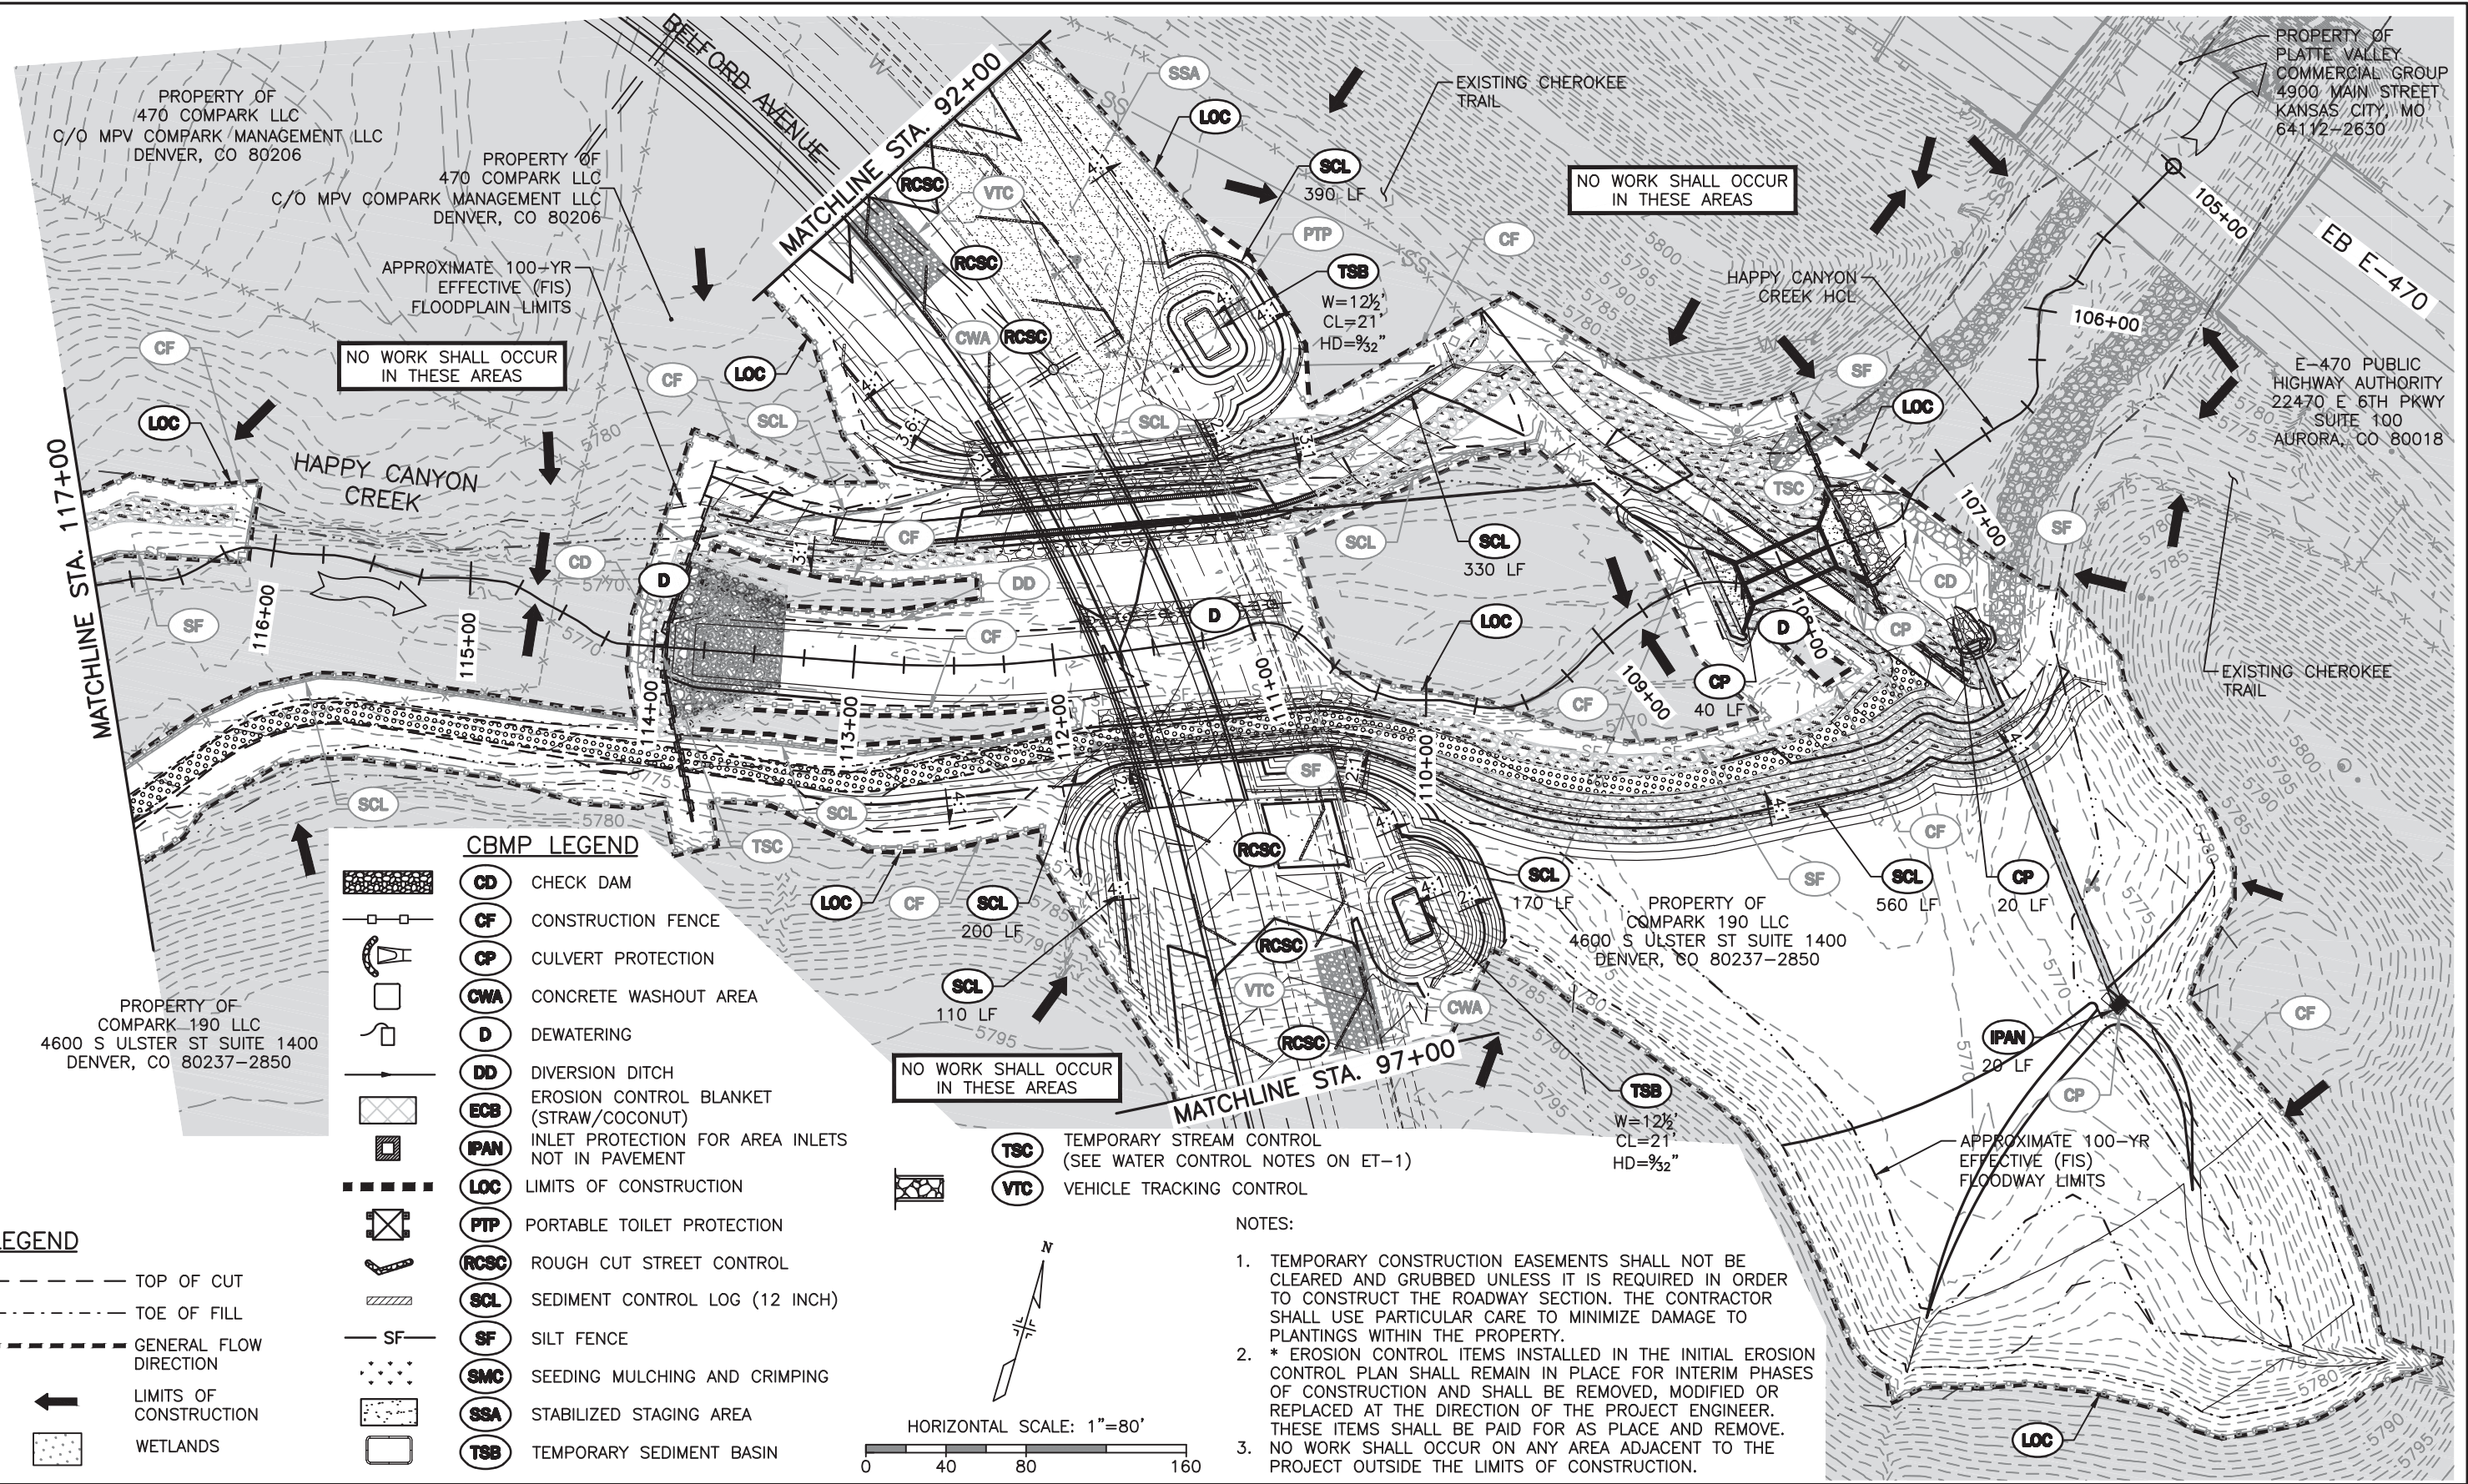 PROPERTY OF
470 COMPARK LLC
C/O MPV COMPARK MANAGEMENT LLC
DENVER, CO 80206
PROPERTY OF
470 COMPARK LLC
C/O MPV COMPARK MANAGEMENT LLC
DENVER, CO 80206
APPROXIMATE 100-YR
EFFECTIVE (FIS)
FLOODPLAIN LIMITS
NO WORK SHALL OCCUR
IN THESE AREAS
BELFORD AVENUE
MATCHLINE STA. 92+00
SSA
LOC
EXISTING CHEROKEE
TRAIL
SCL
390 LF
PTP
CF
TSB
W=12½'
CL=21'
HD=9/32"
RCSC
VTC
RCSC
CWA
RCSC
NO WORK SHALL OCCUR
IN THESE AREAS
HAPPY CANYON
CREEK HCL
PROPERTY OF
PLATTE VALLEY
COMMERCIAL GROUP
4900 MAIN STREET
KANSAS CITY, MO
64112-2630
105+00
EB E-470
106+00
E-470 PUBLIC
HIGHWAY AUTHORITY
22470 E 6TH PKWY
SUITE 100
AURORA, CO 80018
CF
LOC
CF
LOC
SCL
SCL
SF
LOC
HAPPY CANYON
CREEK
MATCHLINE STA. 117+00
SF
116+00
115+00
CD
D
CF
DD
CF
D
SCL
SCL
330 LF
LOC
TSC
107+00
SF
CD
CP
D
108+00
CP
40 LF
CF
109+00
EXISTING CHEROKEE
TRAIL
114+00
113+00
112+00
111+00
110+00
SCL
SCL
TSC
LOC
CF
SCL
200 LF
SCL
110 LF
SF
RCSC
RCSC
VTC
RCSC
CWA
SCL
170 LF
PROPERTY OF
COMPARK 190 LLC
4600 S ULSTER ST SUITE 1400
DENVER, CO 80237-2850
SF
SCL
560 LF
CF
CP
20 LF
IPAN
20 LF
CP
CF
TSB
W=12½'
CL=21'
HD=9/32"
APPROXIMATE 100-YR
EFFECTIVE (FIS)
FLOODWAY LIMITS
LOC
PROPERTY OF
COMPARK 190 LLC
4600 S ULSTER ST SUITE 1400
DENVER, CO 80237-2850
NO WORK SHALL OCCUR
IN THESE AREAS
MATCHLINE STA. 97+00
CBMP LEGEND
CD CHECK DAM
CF CONSTRUCTION FENCE
CP CULVERT PROTECTION
CWA CONCRETE WASHOUT AREA
D DEWATERING
DD DIVERSION DITCH
ECB EROSION CONTROL BLANKET
(STRAW/COCONUT)
IPAN INLET PROTECTION FOR AREA INLETS
NOT IN PAVEMENT
LOC LIMITS OF CONSTRUCTION
PTP PORTABLE TOILET PROTECTION
RCSC ROUGH CUT STREET CONTROL
SCL SEDIMENT CONTROL LOG (12 INCH)
SF SF SILT FENCE
SMC SEEDING MULCHING AND CRIMPING
SSA STABILIZED STAGING AREA
TSB TEMPORARY SEDIMENT BASIN
TSC TEMPORARY STREAM CONTROL
(SEE WATER CONTROL NOTES ON ET-1)
VTC VEHICLE TRACKING CONTROL
EGEND
TOP OF CUT
TOE OF FILL
GENERAL FLOW
DIRECTION
LIMITS OF
CONSTRUCTION
WETLANDS
N
HORIZONTAL SCALE: 1"=80'
0 40 80 160
NOTES:
1. TEMPORARY CONSTRUCTION EASEMENTS SHALL NOT BE
CLEARED AND GRUBBED UNLESS IT IS REQUIRED IN ORDER
TO CONSTRUCT THE ROADWAY SECTION. THE CONTRACTOR
SHALL USE PARTICULAR CARE TO MINIMIZE DAMAGE TO
PLANTINGS WITHIN THE PROPERTY.
2. * EROSION CONTROL ITEMS INSTALLED IN THE INITIAL EROSION
CONTROL PLAN SHALL REMAIN IN PLACE FOR INTERIM PHASES
OF CONSTRUCTION AND SHALL BE REMOVED, MODIFIED OR
REPLACED AT THE DIRECTION OF THE PROJECT ENGINEER.
THESE ITEMS SHALL BE PAID FOR AS PLACE AND REMOVE.
3. NO WORK SHALL OCCUR ON ANY AREA ADJACENT TO THE
PROJECT OUTSIDE THE LIMITS OF CONSTRUCTION.